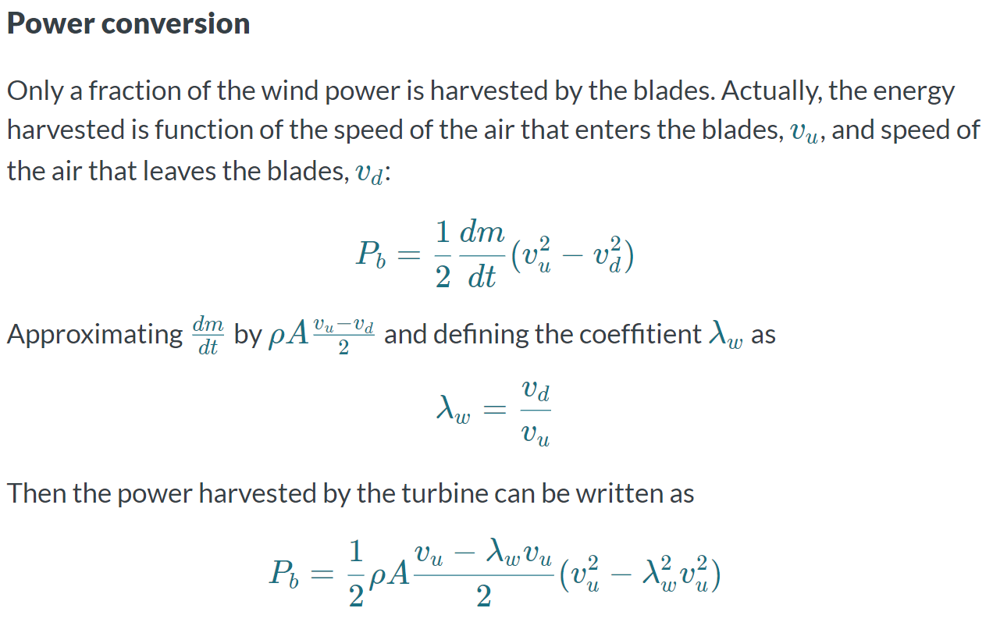 Power conversion
Only a fraction of the wind power is harvested by the blades. Actually, the energy
harvested is function of the speed of the air that enters the blades, $v_u$, and speed of
the air that leaves the blades, $v_d$:
$P_b = \frac{1}{2} \frac{dm}{dt} (v_u^2 - v_d^2)$
Approximating $\frac{dm}{dt}$ by $\rho A \frac{v_u - v_d}{2}$ and defining the coeffitient $\lambda_w$ as
$\lambda_w = \frac{v_d}{v_u}$
Then the power harvested by the turbine can be written as
$P_b = \frac{1}{2} \rho A \frac{v_u - \lambda_w v_u}{2} (v_u^2 - \lambda_w^2 v_u^2)$